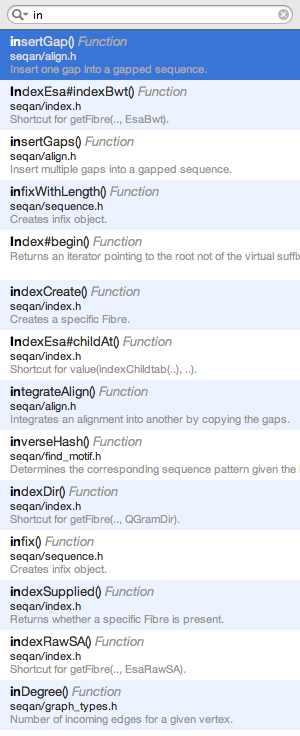 in
insertGap() Function
seqan/align.h
Insert one gap into a gapped sequence.
IndexEsa#indexBwt() Function
seqan/index.h
Shortcut for getFibre(.., EsaBwt).
insertGaps() Function
seqan/align.h
Insert multiple gaps into a gapped sequence.
infixWithLength() Function
seqan/sequence.h
Creates infix object.
Index#begin() Function
Returns an iterator pointing to the root not of the virtual suffix
indexCreate() Function
seqan/index.h
Creates a specific Fibre.
IndexEsa#childAt() Function
seqan/index.h
Shortcut for value(indexChildtab(..), ..).
integrateAlign() Function
seqan/align.h
Integrates an alignment into another by copying the gaps.
inverseHash() Function
seqan/find_motif.h
Determines the corresponding sequence pattern given the
indexDir() Function
seqan/index.h
Shortcut for getFibre(.., QGramDir).
infix() Function
seqan/sequence.h
Creates infix object.
indexSupplied() Function
seqan/index.h
Returns whether a specific Fibre is present.
indexRawSA() Function
seqan/index.h
Shortcut for getFibre(.., EsaRawSA).
inDegree() Function
seqan/graph_types.h
Number of incoming edges for a given vertex.